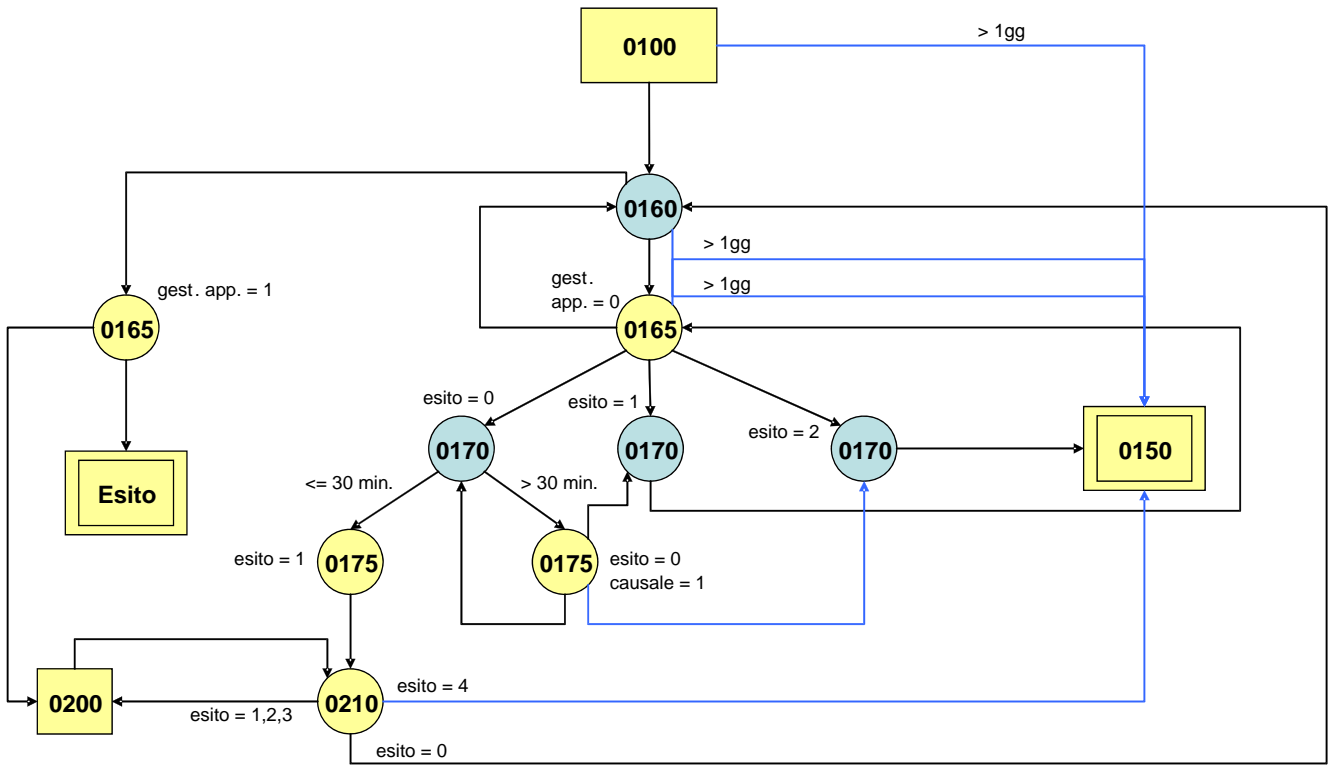 0100
> 1gg
0160
> 1gg
gest.
app. = 0
> 1gg
gest. app. = 1
0165
0165
esito = 0
esito = 1
esito = 2
0170
0170
0170
0150
Esito
<= 30 min.
> 30 min.
esito = 1
0175
0175
esito = 0
causale = 1
0200
0210
esito = 4
esito = 1,2,3
esito = 0